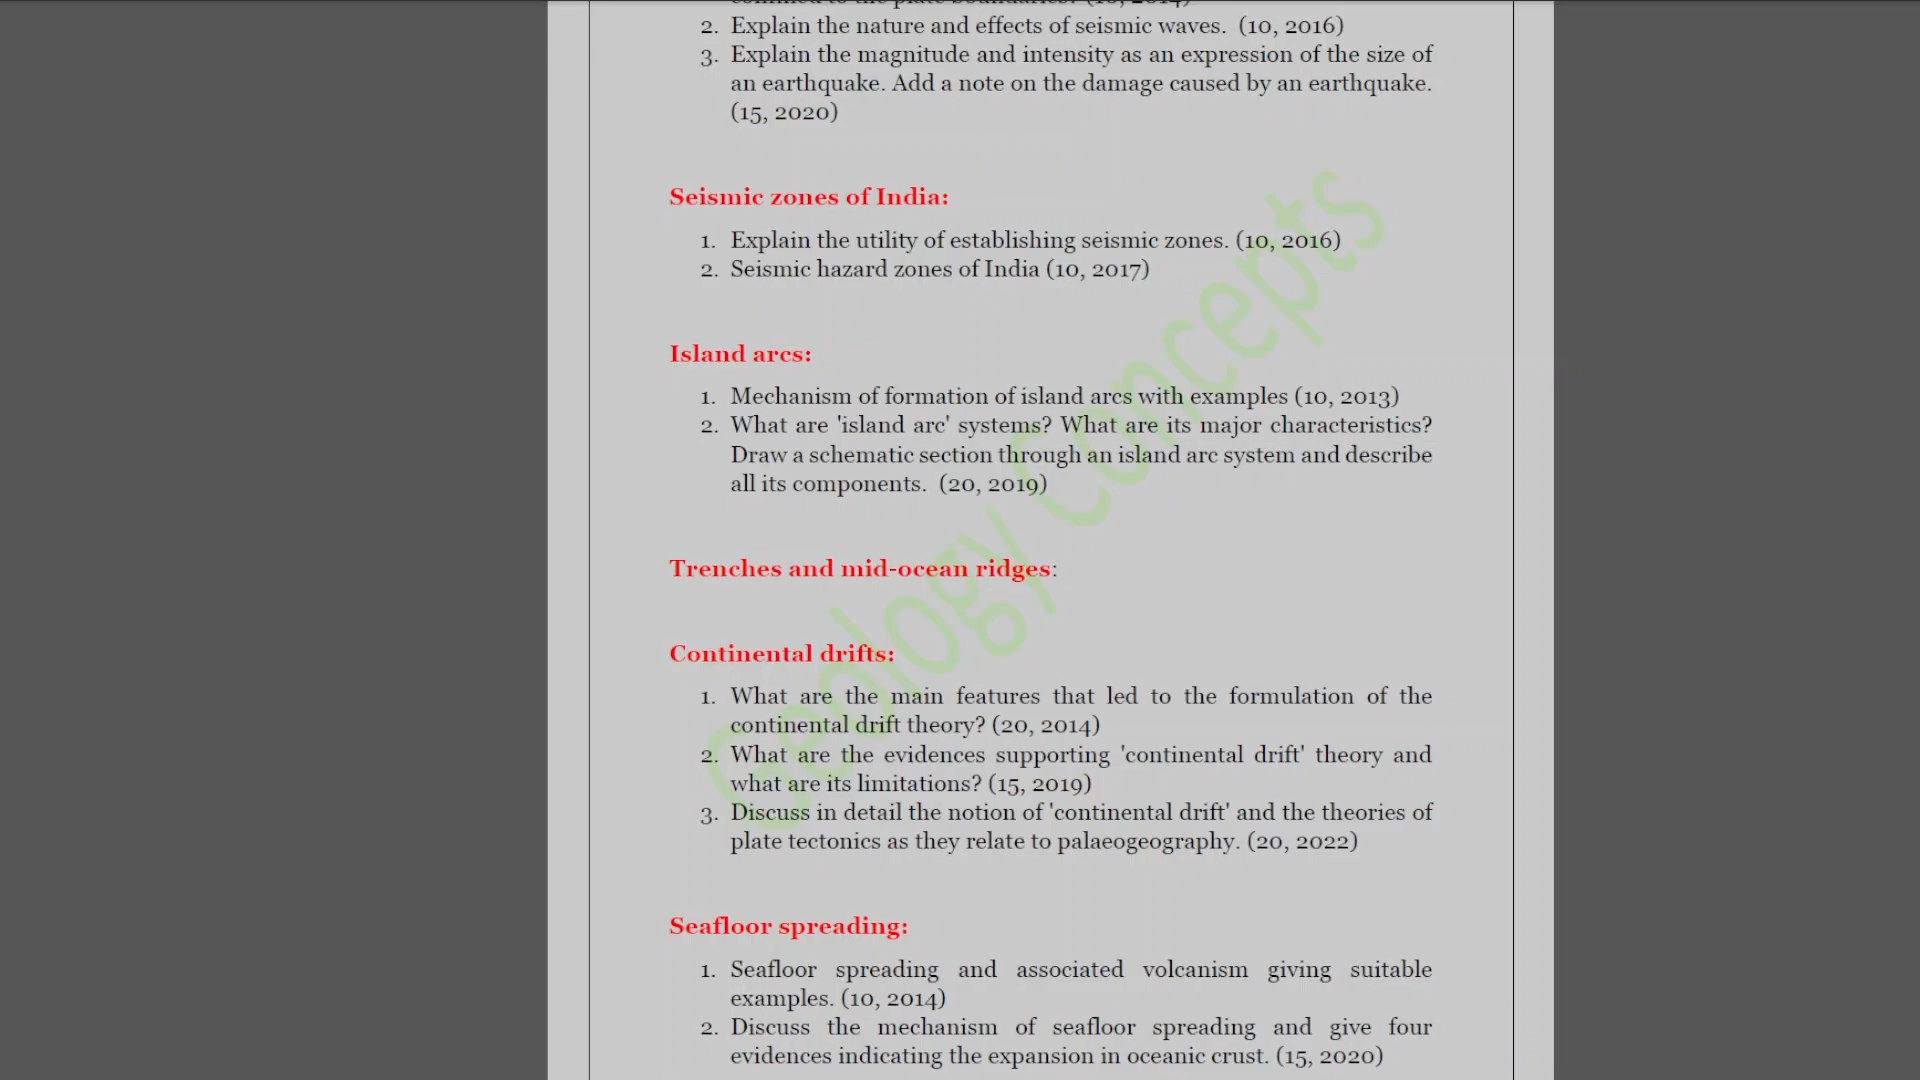 2. Explain the nature and effects of seismic waves. (10, 2016)
3. Explain the magnitude and intensity as an expression of the size of
an earthquake. Add a note on the damage caused by an earthquake.
(15, 2020)
Seismic zones of India:
1. Explain the utility of establishing seismic zones. (10, 2016)
2. Seismic hazard zones of India (10, 2017)
Island arcs:
1. Mechanism of formation of island arcs with examples (10, 2013)
2. What are 'island arc' systems? What are its major characteristics?
Draw a schematic section through an island arc system and describe
all its components. (20, 2019)
Trenches and mid-ocean ridges:
Continental drifts:
1. What are the main features that led to the formulation of the
continental drift theory? (20, 2014)
2. What are the evidences supporting 'continental drift' theory and
what are its limitations? (15, 2019)
3. Discuss in detail the notion of 'continental drift' and the theories of
plate tectonics as they relate to palaeogeography. (20, 2022)
Seafloor spreading:
1. Seafloor spreading and associated volcanism giving suitable
examples. (10, 2014)
2. Discuss the mechanism of seafloor spreading and give four
evidences indicating the expansion in oceanic crust. (15, 2020)
Geology Concepts